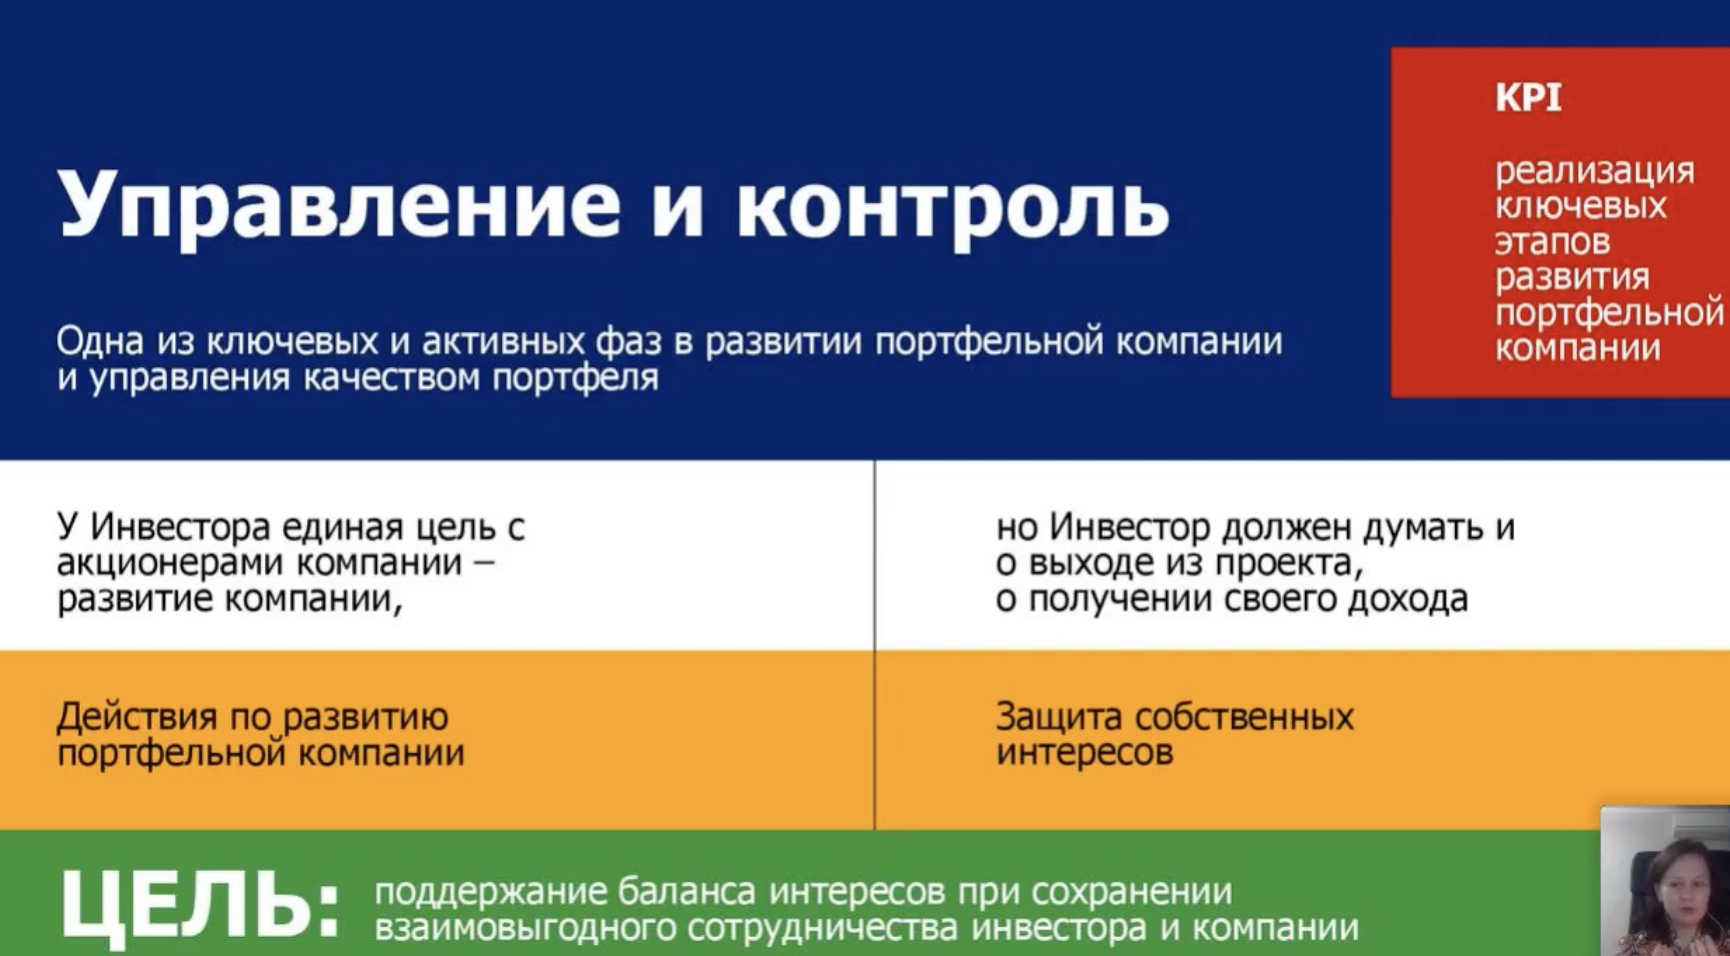 KPI
реализация
ключевых
этапов
развития
портфельной
компании
Управление и контроль
Одна из ключевых и активных фаз в развитии портфельной компании
и управления качеством портфеля
У Инвестора единая цель с
акционерами компании –
развитие компании,
но Инвестор должен думать и
о выходе из проекта,
о получении своего дохода
Действия по развитию
портфельной компании
Защита собственных
интересов
ЦЕЛЬ:
поддержание баланса интересов при сохранении
взаимовыгодного сотрудничества инвестора и компании